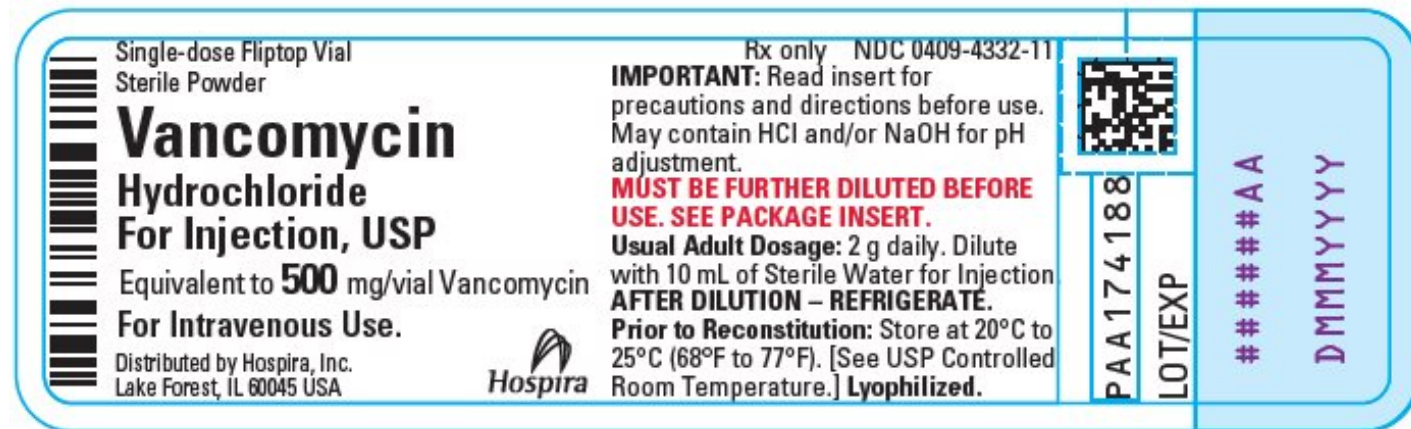 Single-dose Fliptop Vial
Sterile Powder
Vancomycin
Hydrochloride
For Injection, USP
Equivalent to 500 mg/vial Vancomycin
For Intravenous Use.
Distributed by Hospira, Inc.
Lake Forest, IL 60045 USA
Hospira
Rx only NDC 0409-4332-11
IMPORTANT: Read insert for
precautions and directions before use.
May contain HCl and/or NaOH for pH
adjustment.
MUST BE FURTHER DILUTED BEFORE
USE. SEE PACKAGE INSERT.
Usual Adult Dosage: 2 g daily. Dilute
with 10 mL of Sterile Water for Injection
AFTER DILUTION – REFRIGERATE.
Prior to Reconstitution: Store at 20°C to
25°C (68°F to 77°F). [See USP Controlled
Room Temperature.] Lyophilized.
PAA174188
LOT/EXP
#####AA
DMMMYYYY